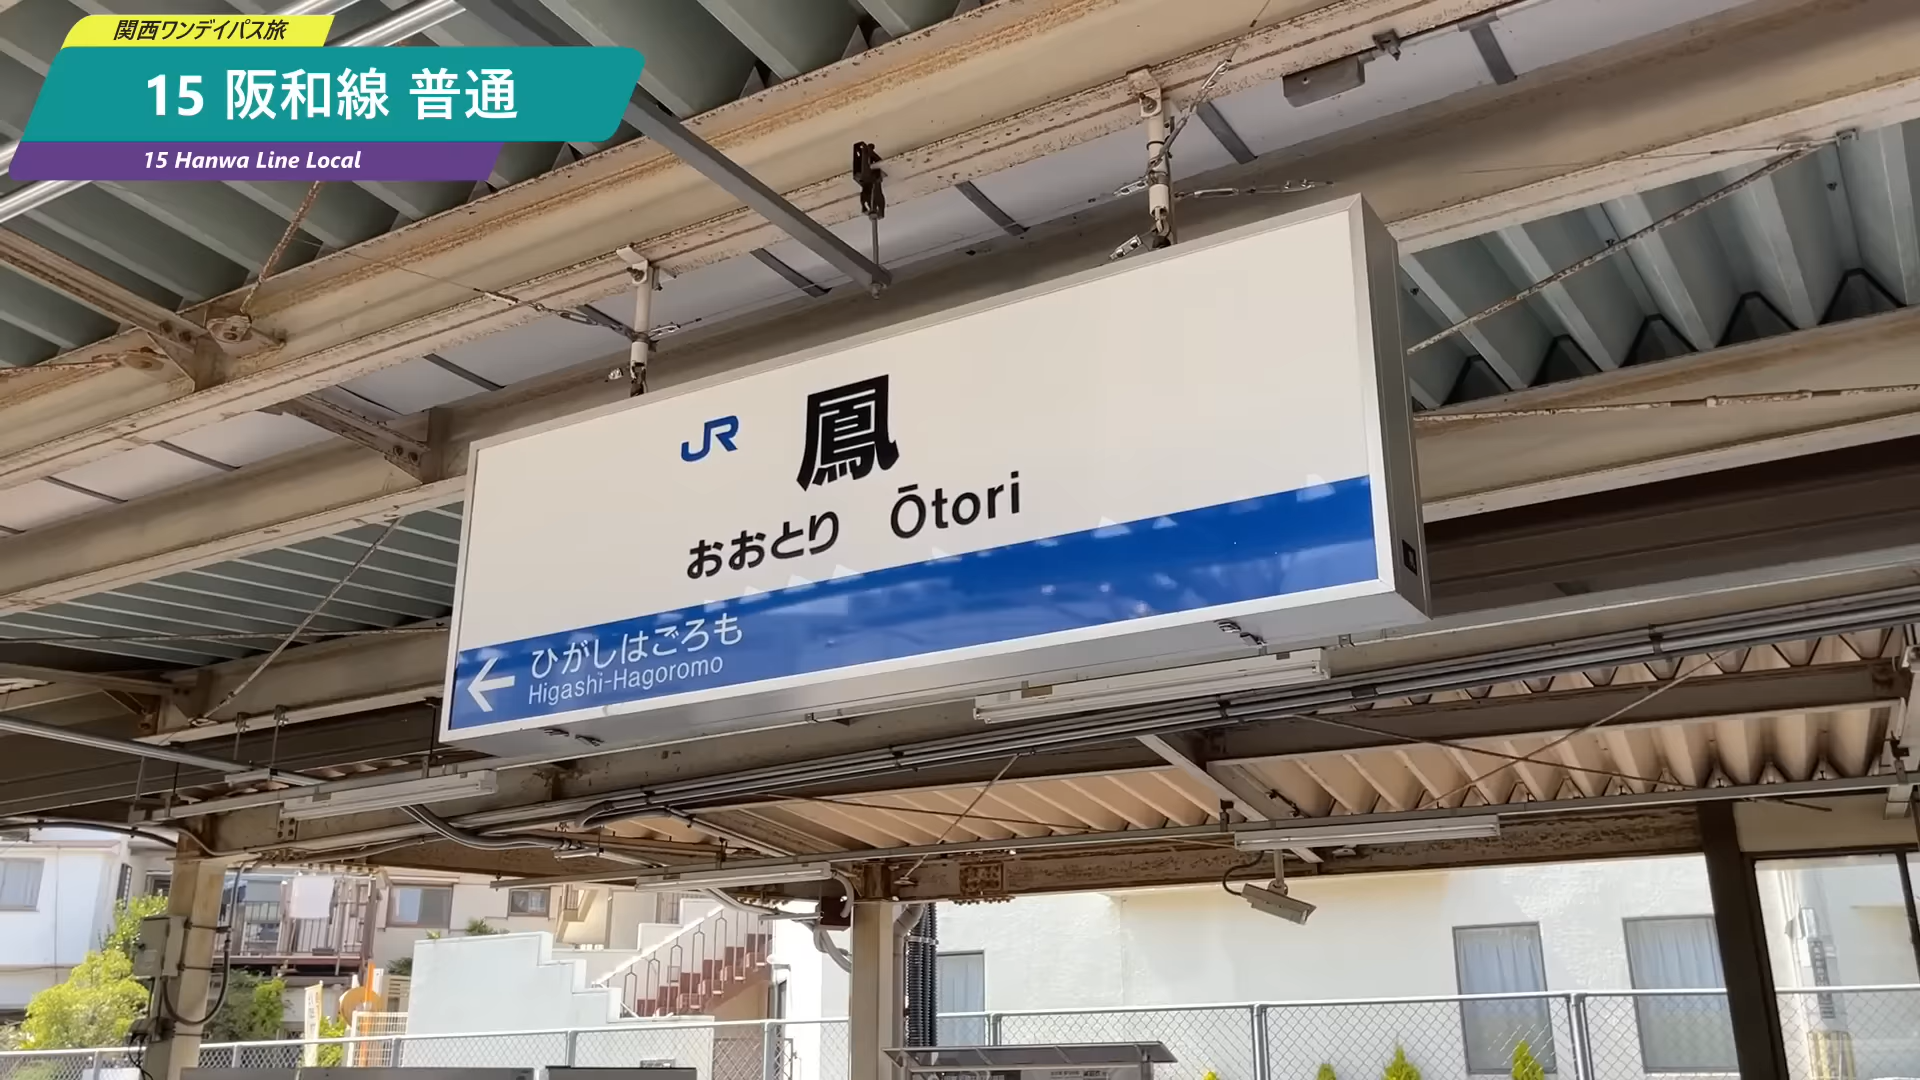 関西ワンデイパス旅
15 阪和線 普通
15 Hanwa Line Local
JR 鳳
おおとり Ōtori
ひがしはごろも
Higashi-Hagoromo